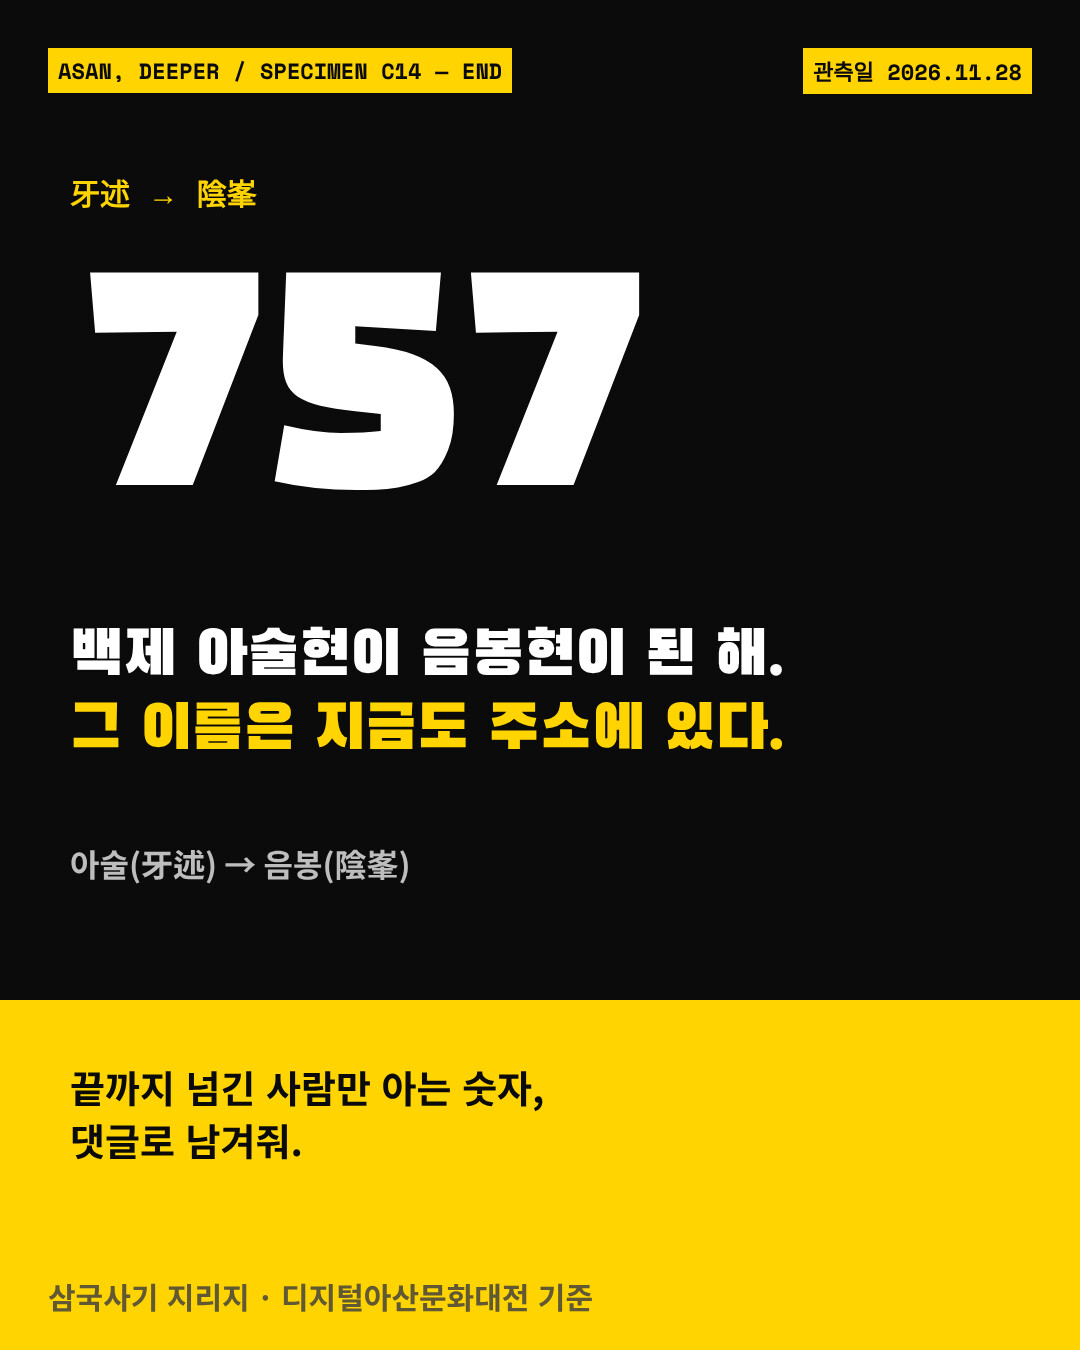 ASAN, DEEPER / SPECIMEN C14 — END
관측일 2026.11.28
牙述 → 陰峯
757
백제 아술현이 음봉현이 된 해.
그 이름은 지금도 주소에 있다.
아술(牙述) → 음봉(陰峯)
끝까지 넘긴 사람만 아는 숫자,
댓글로 남겨줘.
삼국사기 지리지 · 디지털아산문화대전 기준